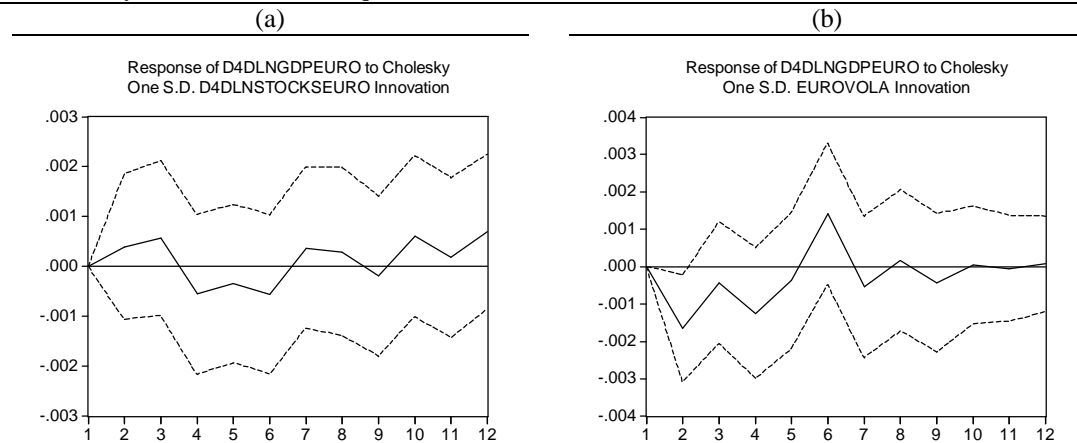 (a)
(b)
Response of D4DLNGDPEURO to Cholesky
One S.D. D4DLNSTOCKSEURO Innovation
.003
.002
.001
.000
-.001
-.002
-.003
1 2 3 4 5 6 7 8 9 10 11 12
Response of D4DLNGDPEURO to Cholesky
One S.D. EUROVOLA Innovation
.004
.003
.002
.001
.000
-.001
-.002
-.003
-.004
1 2 3 4 5 6 7 8 9 10 11 12